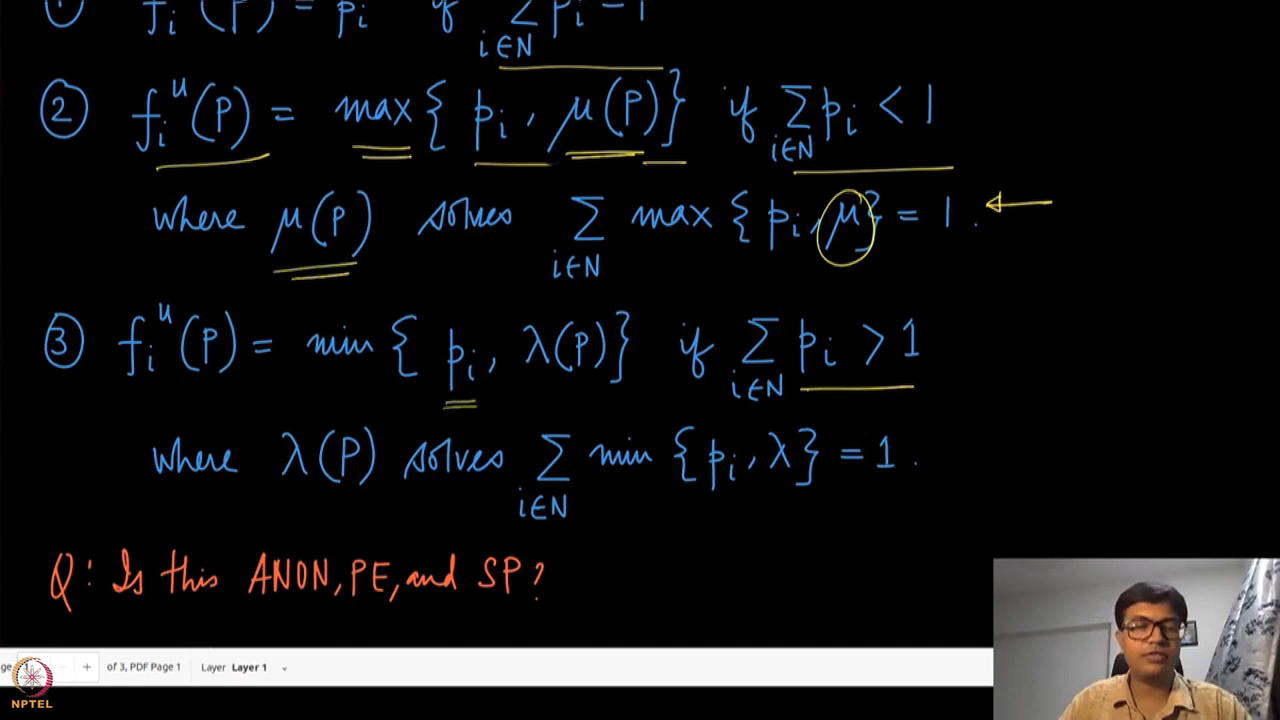 ① f_i^u(P) = p_i if Σ_{i∈N} p_i = 1
② f_i^u(P) = max { p_i, μ(P) } if Σ_{i∈N} p_i < 1
where μ(P) solves Σ_{i∈N} max { p_i, μ } = 1.
③ f_i^u(P) = min { p_i, λ(P) } if Σ_{i∈N} p_i > 1
where λ(P) solves Σ_{i∈N} min { p_i, λ } = 1.
Q: Is this ANON, PE, and SP?
ge + of 3, PDF Page 1 Layer Layer 1
NPTEL